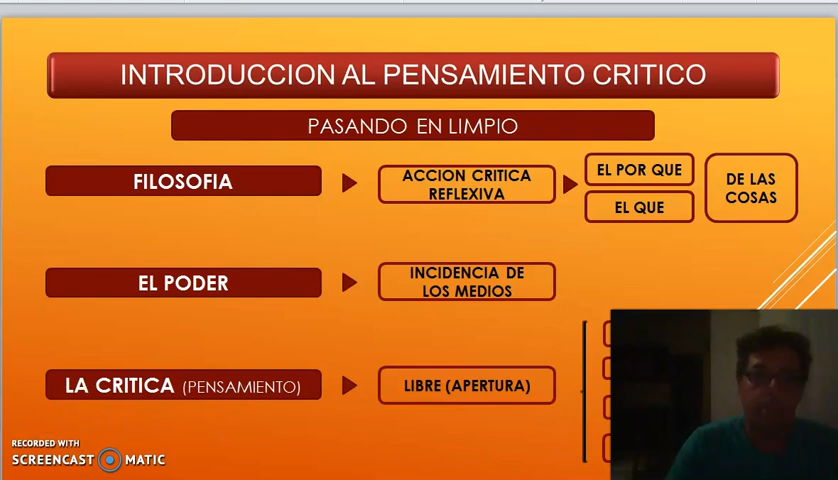 INTRODUCCION AL PENSAMIENTO CRITICO
PASANDO EN LIMPIO
FILOSOFIA
ACCION CRITICA
REFLEXIVA
EL POR QUE
EL QUE
DE LAS
COSAS
EL PODER
INCIDENCIA DE
LOS MEDIOS
LA CRITICA (PENSAMIENTO)
LIBRE (APERTURA)
RECORDED WITH
SCREENCAST MATIC